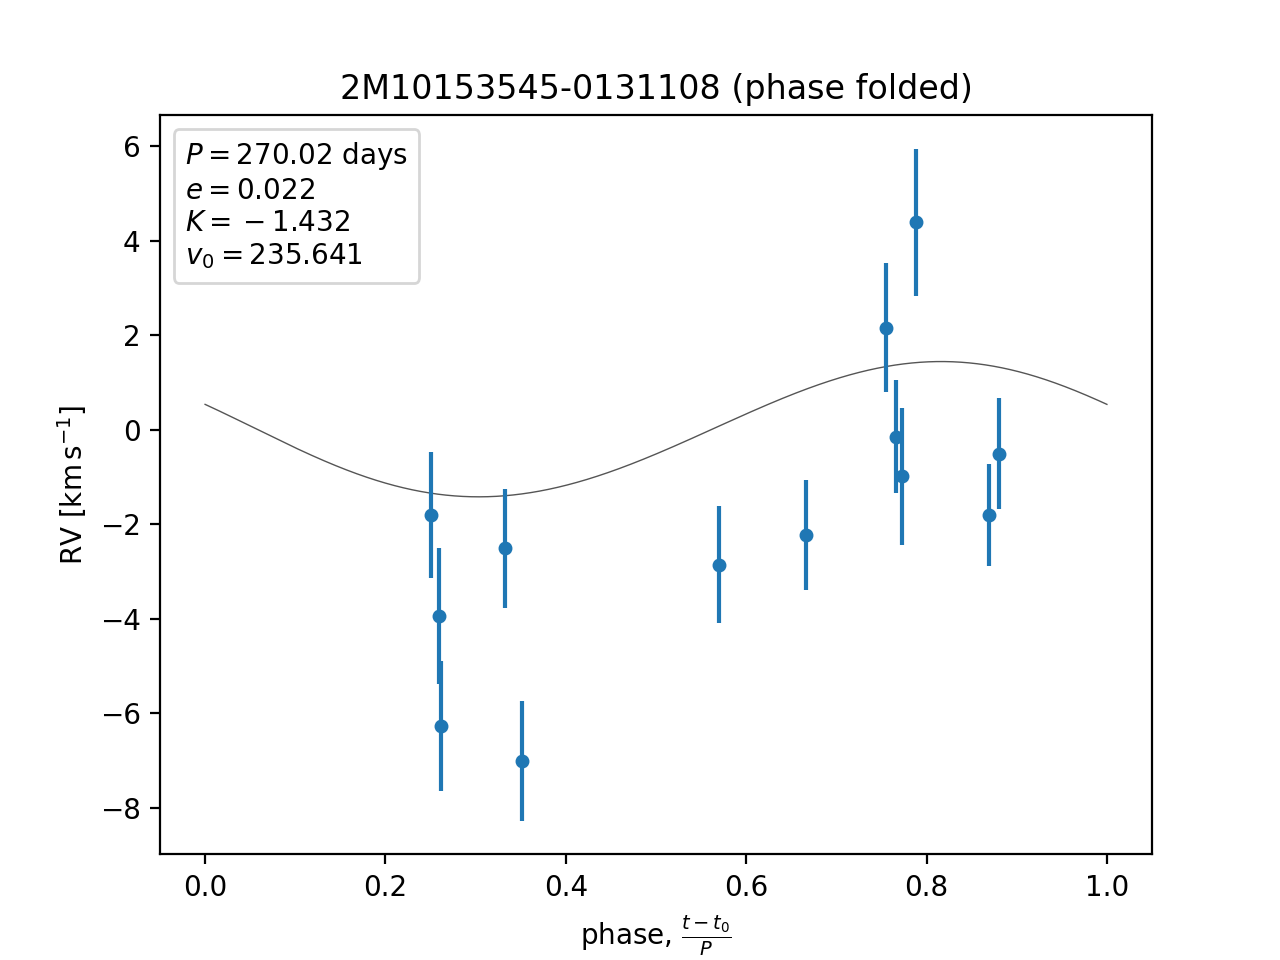 2M10153545-0131108 (phase folded)
P = 270.02 days
e = 0.022
K = −1.432
v₀ = 235.641
6
4
2
0
−2
−4
−6
−8
RV [km s⁻¹]
0.0 0.2 0.4 0.6 0.8 1.0
phase, (t − t₀)/P